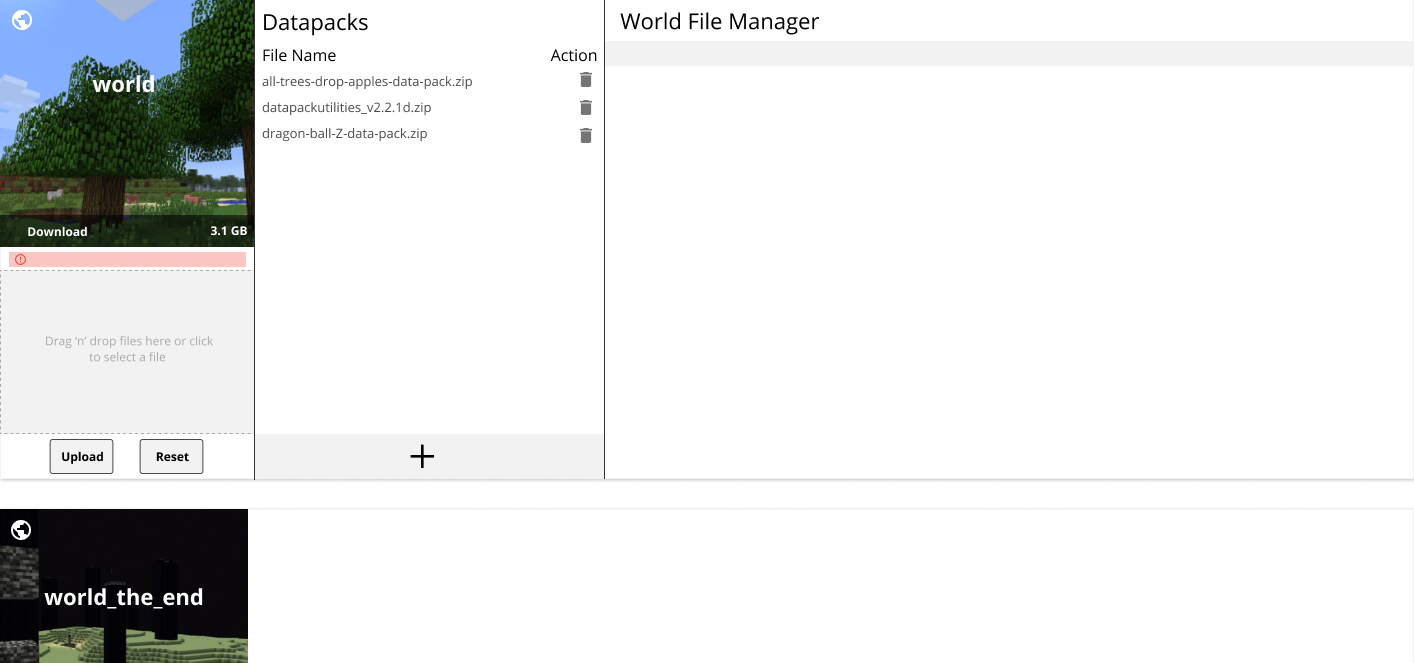 world
Download 3.1 GB
Drag ‘n’ drop files here or click
to select a file
Upload Reset
Datapacks
File Name Action
all-trees-drop-apples-data-pack.zip
datapackutilities_v2.2.1d.zip
dragon-ball-Z-data-pack.zip
World File Manager
world_the_end